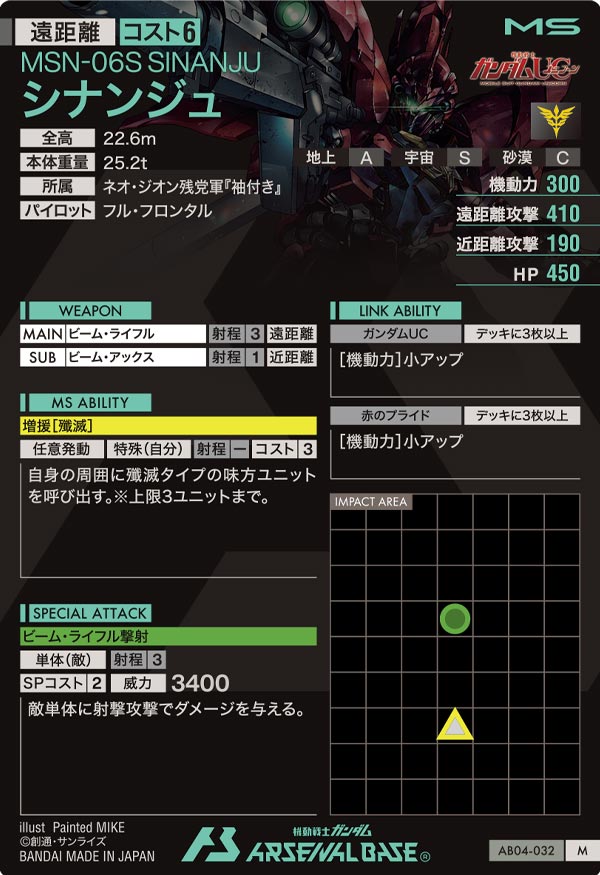 遠距離 コスト6
MS
MSN-06S SINANJU
シナンジュ
機動戦士
ガンダムUC
MOBILE SUIT GUNDAM UNICORN
全高 22.6m
本体重量 25.2t
所属 ネオ・ジオン残党軍『袖付き』
パイロット フル・フロンタル
地上 A 宇宙 S 砂漠 C
機動力 300
遠距離攻撃 410
近距離攻撃 190
HP 450
WEAPON
MAIN ビーム・ライフル 射程 3 遠距離
SUB ビーム・アックス 射程 1 近距離
MS ABILITY
増援[殲滅]
任意発動 特殊(自分) 射程 ー コスト 3
自身の周囲に殲滅タイプの味方ユニット
を呼び出す。※上限3ユニットまで。
SPECIAL ATTACK
ビーム・ライフル撃射
単体(敵) 射程 3
SPコスト 2 威力 3400
敵単体に射撃攻撃でダメージを与える。
LINK ABILITY
ガンダムUC デッキに3枚以上
[機動力]小アップ
赤のプライド デッキに3枚以上
[機動力]小アップ
IMPACT AREA
illust Painted MIKE
©創通・サンライズ
BANDAI MADE IN JAPAN
機動戦士ガンダム
ARSENAL BASE®
AB04-032 M